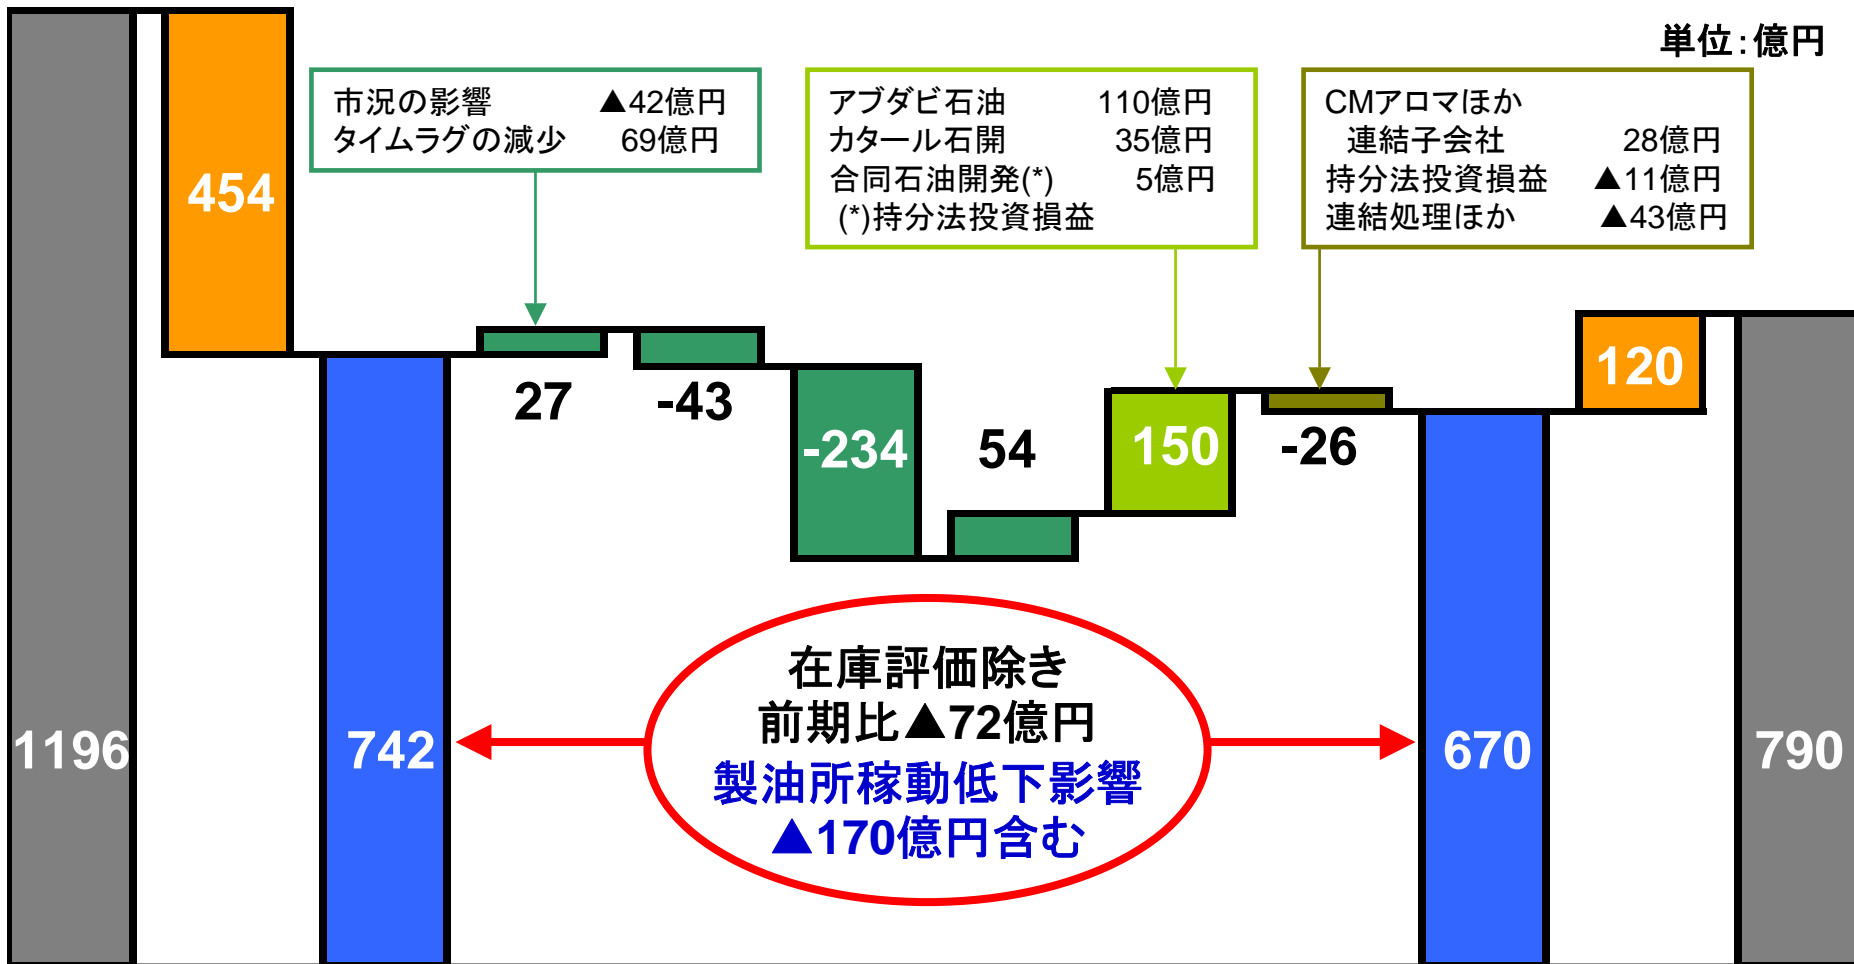 単位：億円
市況の影響 ▲42億円
タイムラグの減少 69億円
アブダビ石油 110億円
カタール石開 35億円
合同石油開発(*) 5億円
(*)持分法投資損益
CMアロマほか
連結子会社 28億円
持分法投資損益 ▲11億円
連結処理ほか ▲43億円
454
27
-43
-234
54
150
-26
120
1196
742
670
790
在庫評価除き
前期比▲72億円
製油所稼動低下影響
▲170億円含む